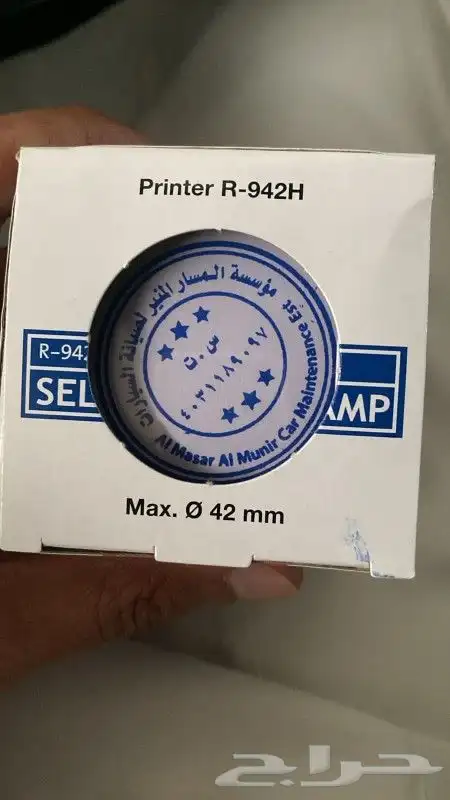 Printer R-942H
مؤسسة المسار المنير لصيانة السيارات
س.ت
٤٠٣١١٨٩٠٩٧
Al Masar Al Munir Car Maintenance Est
R-942
SEL
AMP
Max. Ø 42 mm
حراج